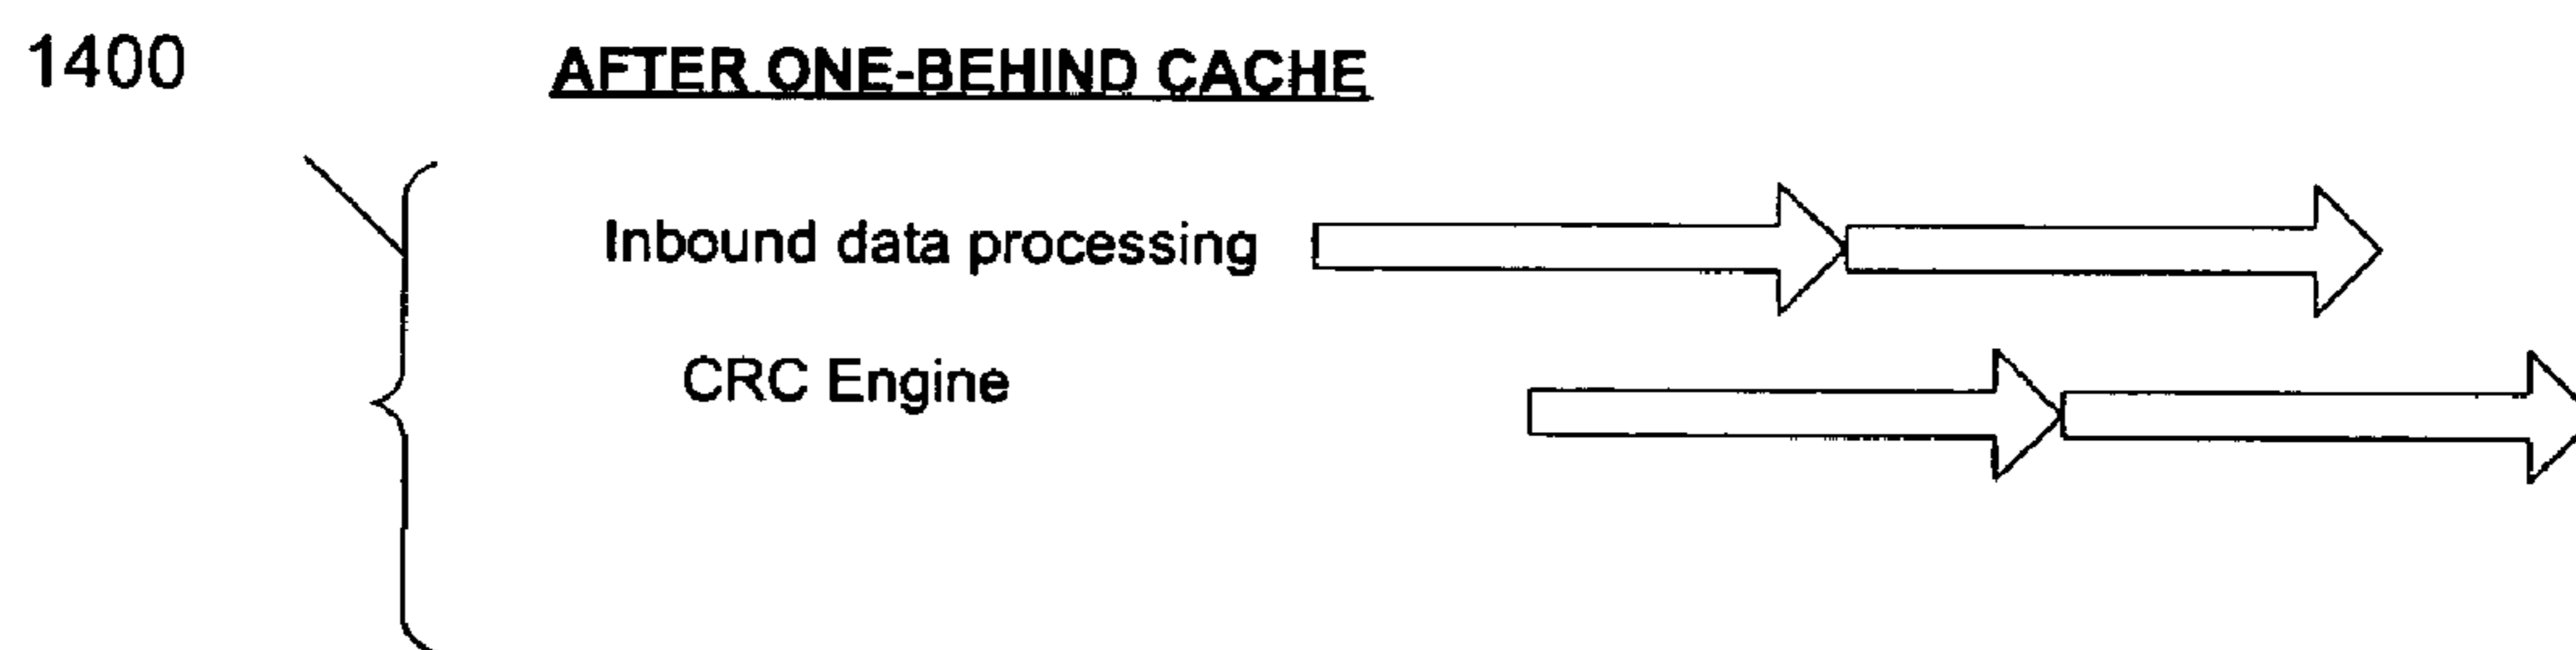 1400
AFTER ONE-BEHIND CACHE
Inbound data processing
CRC Engine